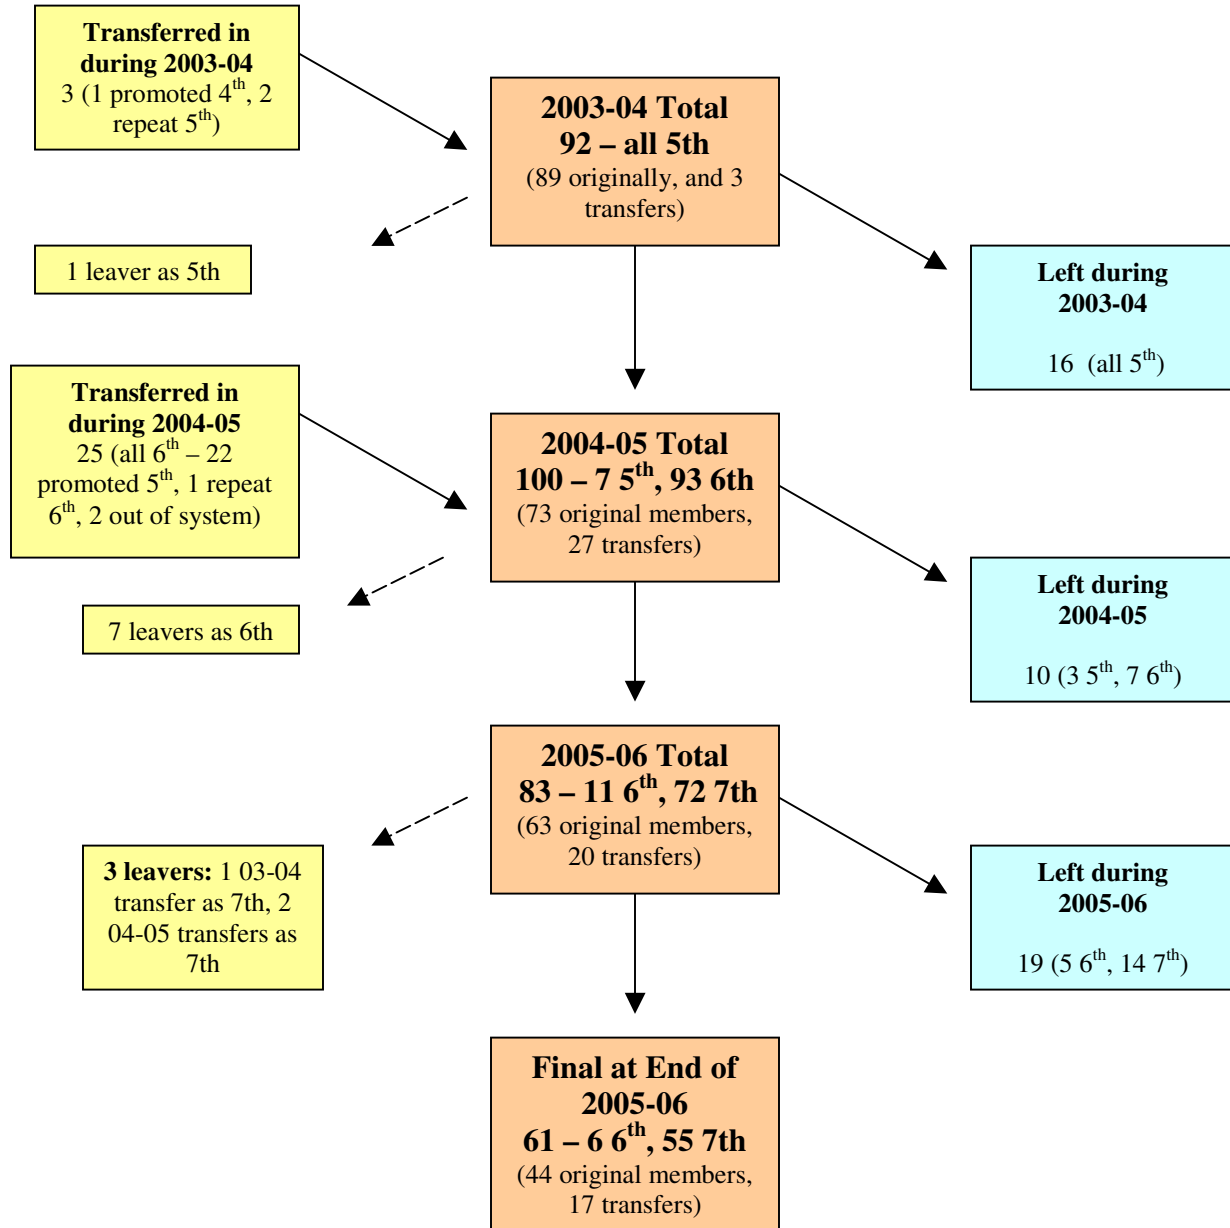 Transferred in
during 2003-04
3 (1 promoted 4th, 2
repeat 5th)
2003-04 Total
92 – all 5th
(89 originally, and 3
transfers)
1 leaver as 5th
Left during
2003-04
16 (all 5th)
Transferred in
during 2004-05
25 (all 6th – 22
promoted 5th, 1 repeat
6th, 2 out of system)
2004-05 Total
100 – 7 5th, 93 6th
(73 original members,
27 transfers)
7 leavers as 6th
Left during
2004-05
10 (3 5th, 7 6th)
2005-06 Total
83 – 11 6th, 72 7th
(63 original members,
20 transfers)
3 leavers: 1 03-04
transfer as 7th, 2
04-05 transfers as
7th
Left during
2005-06
19 (5 6th, 14 7th)
Final at End of
2005-06
61 – 6 6th, 55 7th
(44 original members,
17 transfers)